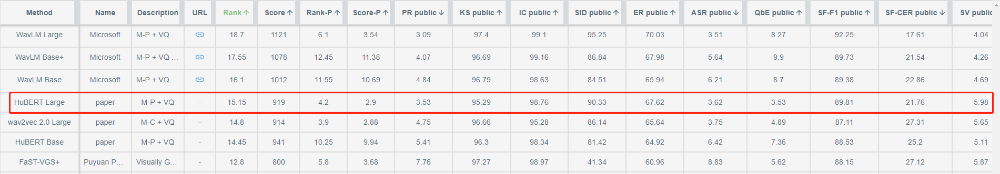 Method Name Description URL Rank↑ Score↑ Rank-P↑ Score-P↑ PR public↓ KS public↑ IC public↑ SID public↑ ER public↑ ASR public↓ QbE public↑ SF-F1 public↑ SF-CER public↓ SV public
WavLM Large Microsoft M-P + VQ ... 18.7 1121 6.1 3.54 3.09 97.4 99.1 95.25 70.03 3.51 8.27 92.25 17.61 4.04
WavLM Base+ Microsoft M-P + VQ ... 17.55 1078 12.45 11.38 4.07 96.69 99.16 86.84 67.98 5.64 9.9 89.73 21.54 4.26
WavLM Base Microsoft M-P + VQ ... 16.1 1012 11.55 10.69 4.84 96.79 98.63 84.51 65.94 6.21 8.7 89.38 22.86 4.69
HuBERT Large paper M-P + VQ - 15.15 919 4.2 2.9 3.53 95.29 98.76 90.33 67.62 3.62 3.53 89.81 21.76 5.98
wav2vec 2.0 Large paper M-C + VQ - 14.8 914 3.9 2.88 4.75 96.66 95.28 86.14 65.64 3.75 4.89 87.11 27.31 5.65
HuBERT Base paper M-P + VQ - 14.45 941 10.25 9.94 5.41 96.3 98.34 81.42 64.92 6.42 7.36 88.53 25.2 5.11
FaST-VGS+ Puyuan P... Visually G... - 12.8 800 5.8 3.68 7.76 97.27 98.97 41.34 60.96 8.83 5.62 88.15 27.12 5.87